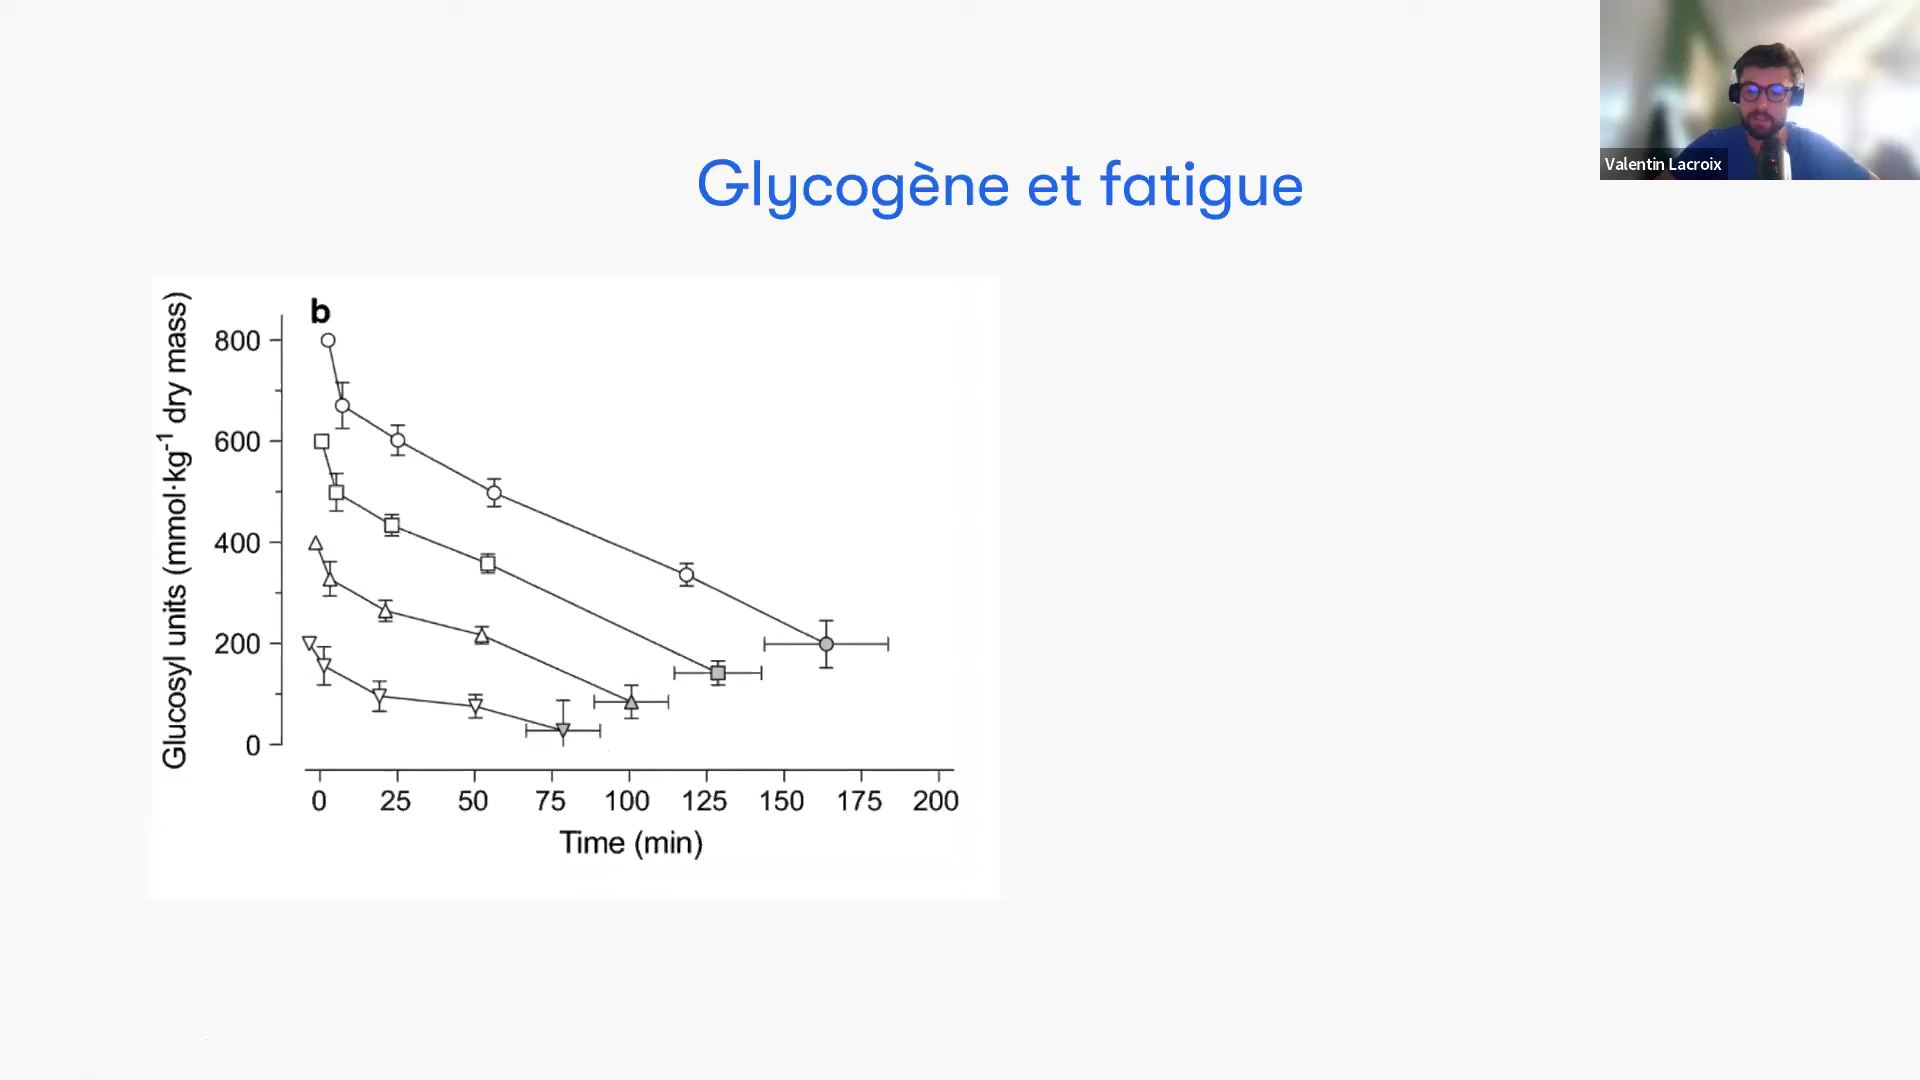 Valentin Lacroix
Glycogène et fatigue
b
Glucosyl units (mmol·kg⁻¹ dry mass)
800
600
400
200
0
0 25 50 75 100 125 150 175 200
Time (min)